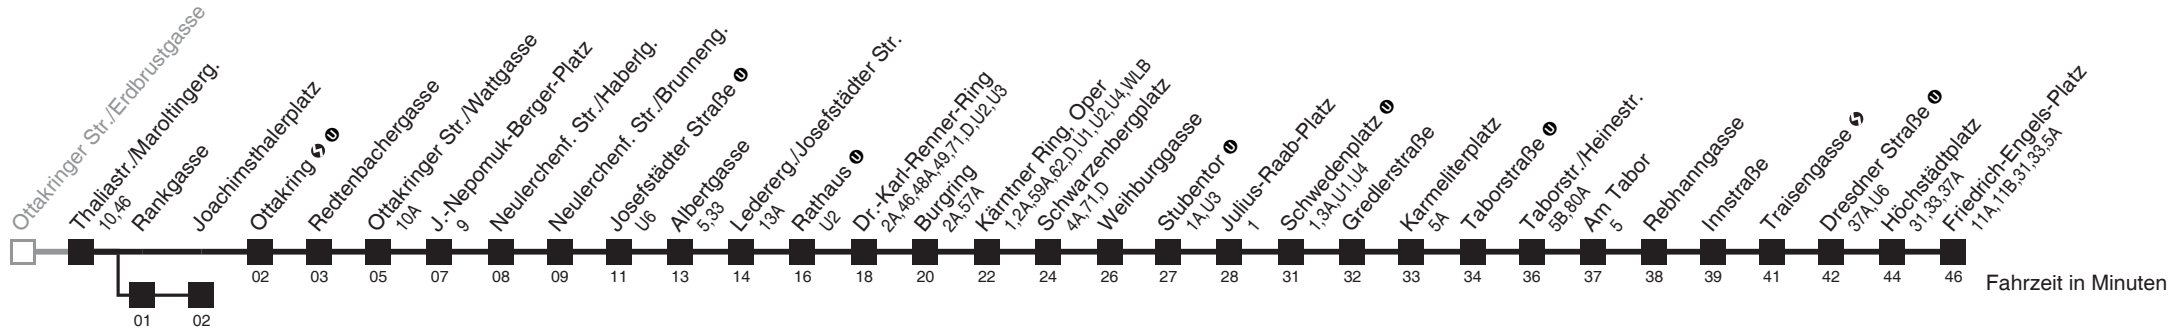 Ottakringer Str./Erdbrustgasse
Thaliastr./Maroltingerg.
10,46
Rankgasse
Joachimsthalerplatz
Ottakring S U
Redtenbachergasse
Ottakringer Str./Wattgasse
10A
J.-Nepomuk-Berger-Platz
9
Neulerchenf. Str./Haberlg.
Neulerchenf. Str./Brunneng.
Josefstädter Straße U
U6
Albertgasse
5,33
Ledererg./Josefstädter Str.
13A
Rathaus U
U2
Dr.-Karl-Renner-Ring
2A,46,48A,49,71,D,U2,U3
Burgring
2A,57A
Kärntner Ring, Oper
1,2A,59A,62,D,U1,U2,U4,WLB
Schwarzenbergplatz
4A,71,D
Weihburggasse
Stubentor U
1A,U3
Julius-Raab-Platz
1
Schwedenplatz U
1,3A,U1,U4
Gredlerstraße
Karmeliterplatz
5A
Taborstraße U
Taborstr./Heinestr.
5B,80A
Am Tabor
5
Rebhanngasse
Innstraße
Traisengasse S
Dresdner Straße U
37A,U6
Höchstädtplatz
31,33,37A
Friedrich-Engels-Platz
11A,11B,31,33,5A
02 03 05 07 08 09 11 13 14 16 18 20 22 24 26 27 28 31 32 33 34 36 37 38 39 41 42 44 46
Fahrzeit in Minuten
01 02